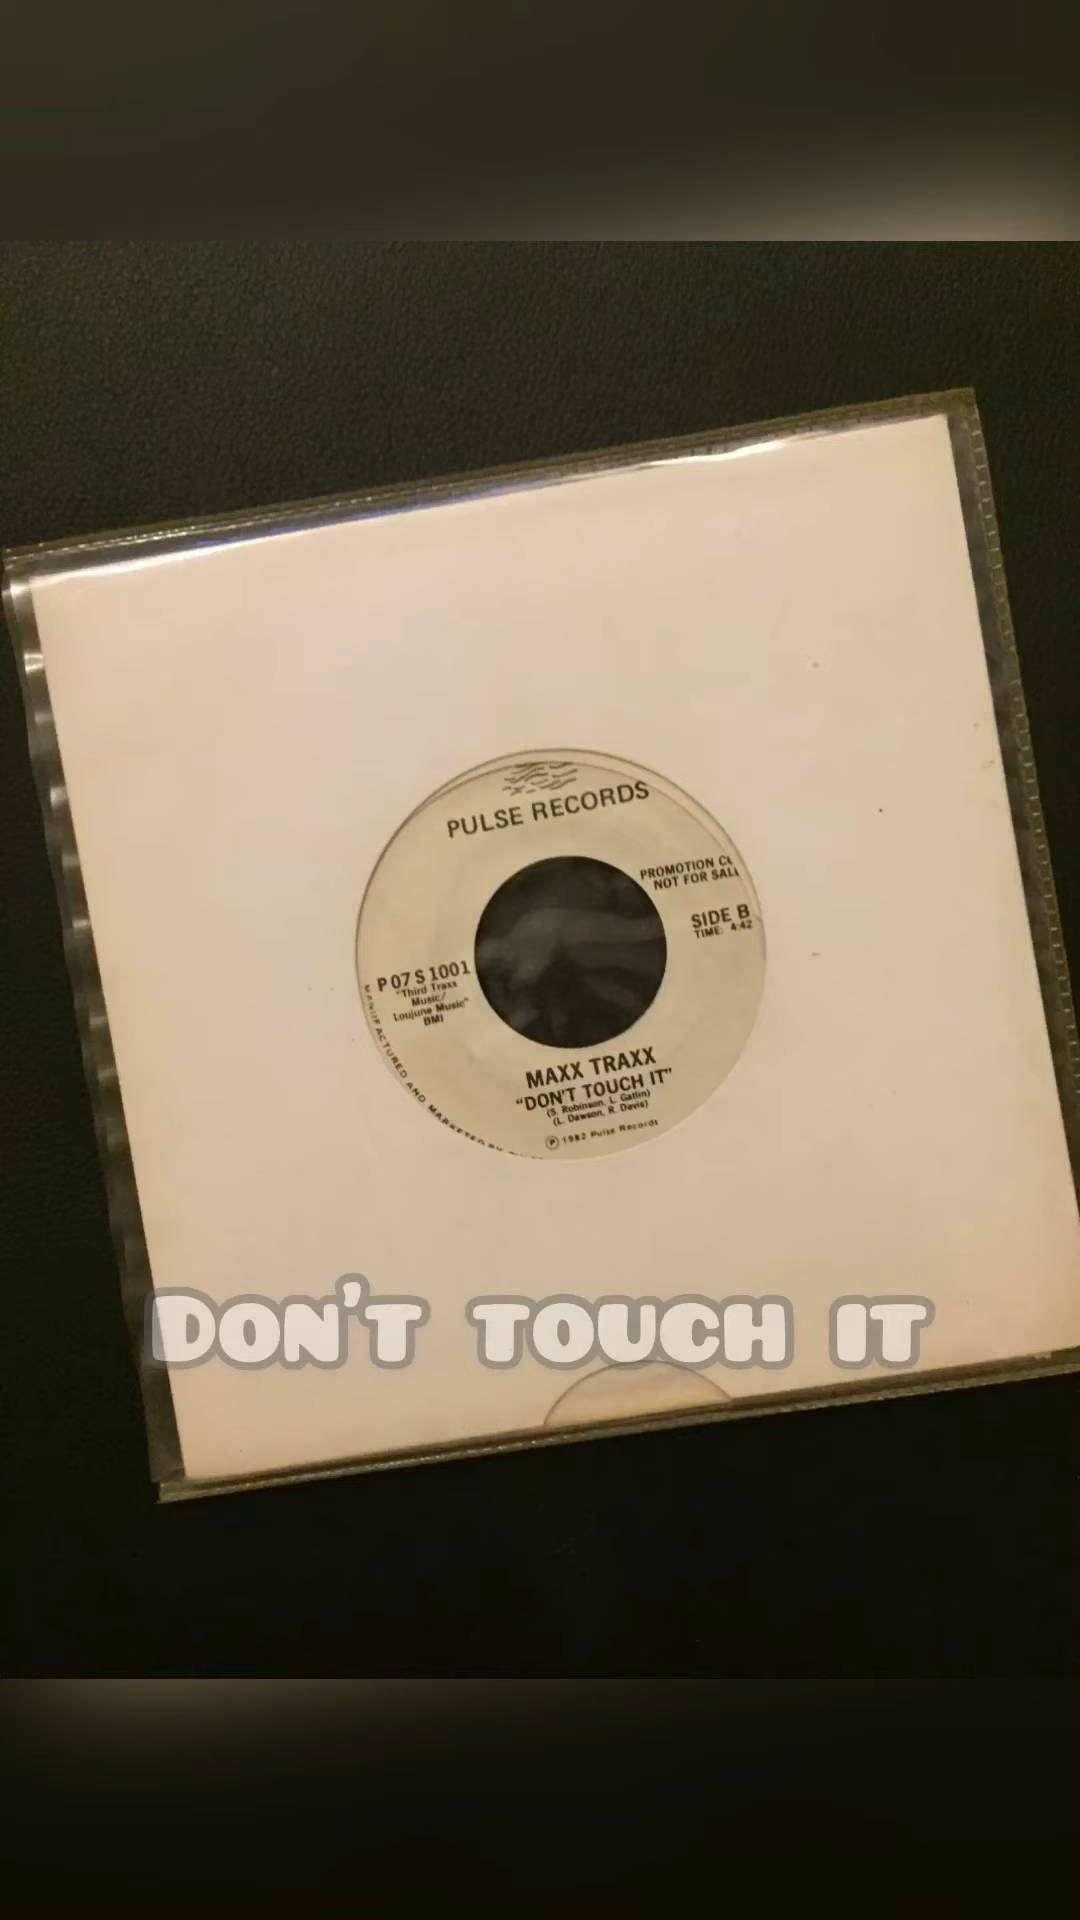 PULSE RECORDS
PROMOTION
NOT FOR
SIDE B
TIME: 4:42
P 07 S 1001
"Third Traxx
Music/
Loujune Music"
BMI
MANUFACTURED AND MARKETED BY
MAXX TRAXX
"DON'T TOUCH IT"
(S. Robinson, L. Gatlin)
(L. Dawson, R. Davis)
Ⓟ 1982 Pulse Records
DON'T TOUCH IT